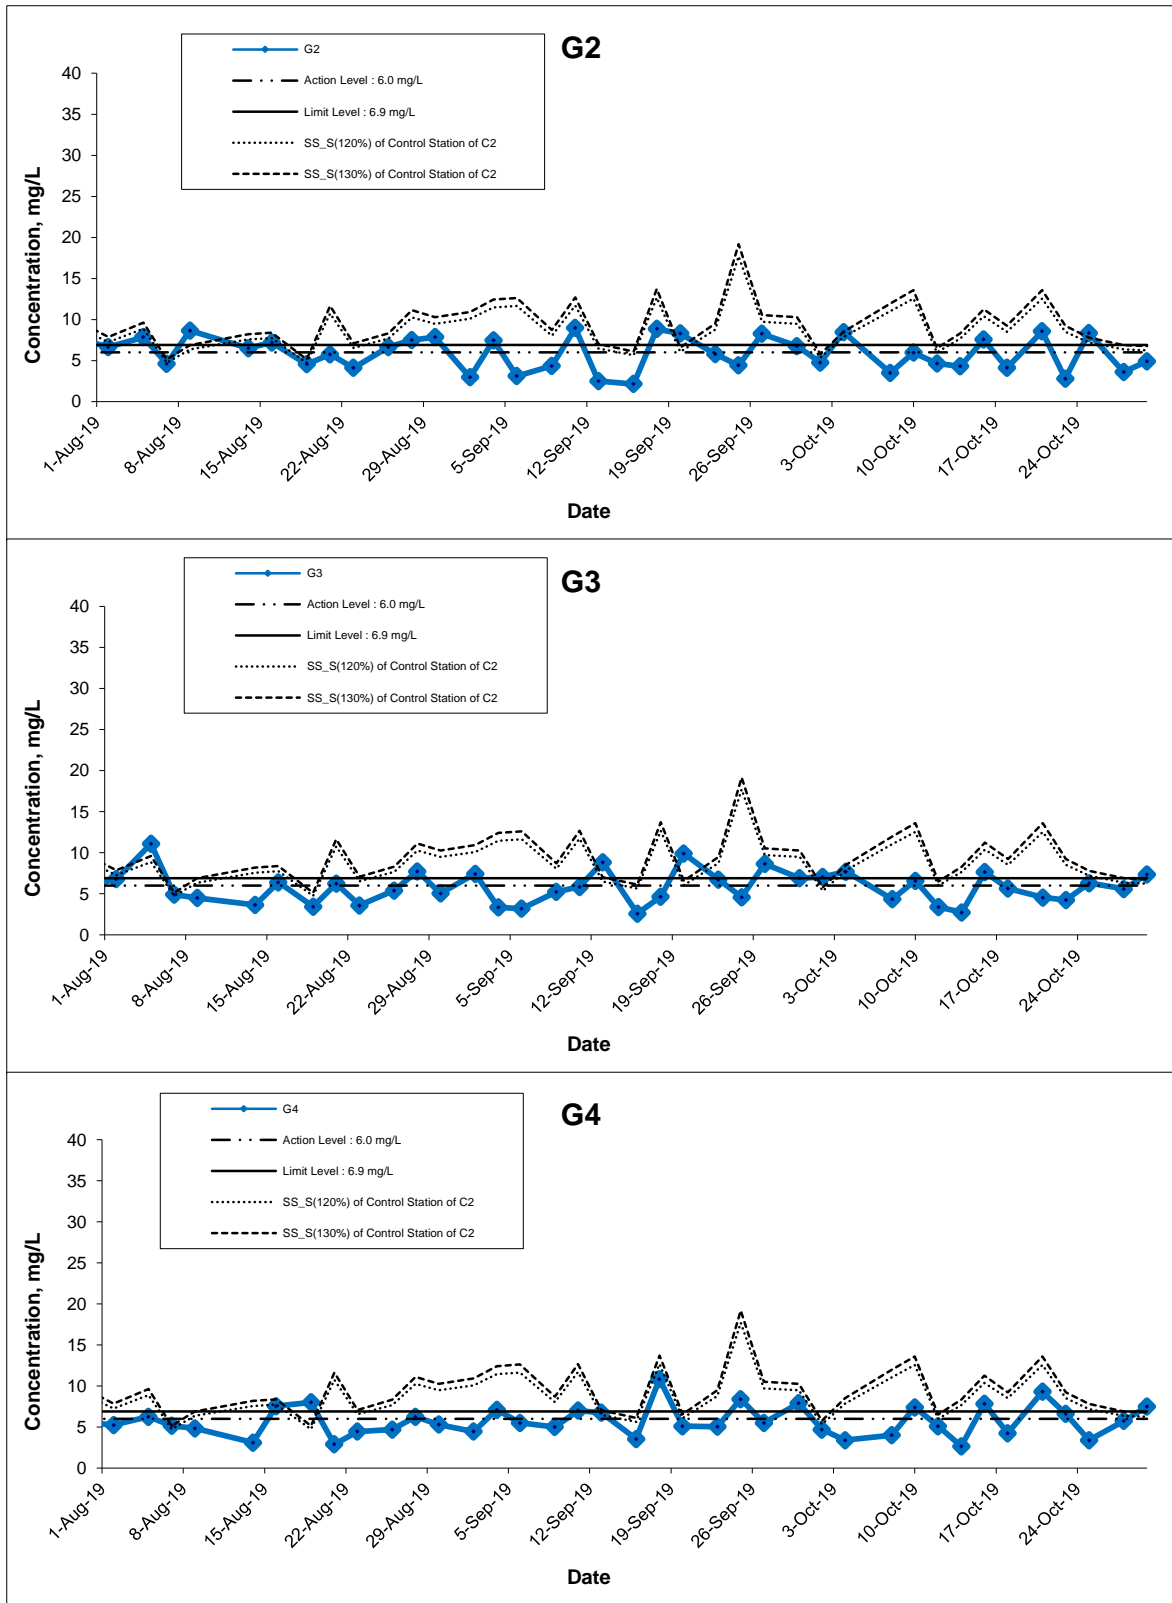 G2
G2
Action Level : 6.0 mg/L
Limit Level : 6.9 mg/L
SS_S(120%) of Control Station of C2
SS_S(130%) of Control Station of C2
Concentration, mg/L
40
35
30
25
20
15
10
5
0
1-Aug-19
8-Aug-19
15-Aug-19
22-Aug-19
29-Aug-19
5-Sep-19
12-Sep-19
19-Sep-19
26-Sep-19
3-Oct-19
10-Oct-19
17-Oct-19
24-Oct-19
Date
G3
G3
Action Level : 6.0 mg/L
Limit Level : 6.9 mg/L
SS_S(120%) of Control Station of C2
SS_S(130%) of Control Station of C2
Concentration, mg/L
40
35
30
25
20
15
10
5
0
1-Aug-19
8-Aug-19
15-Aug-19
22-Aug-19
29-Aug-19
5-Sep-19
12-Sep-19
19-Sep-19
26-Sep-19
3-Oct-19
10-Oct-19
17-Oct-19
24-Oct-19
Date
G4
G4
Action Level : 6.0 mg/L
Limit Level : 6.9 mg/L
SS_S(120%) of Control Station of C2
SS_S(130%) of Control Station of C2
Concentration, mg/L
40
35
30
25
20
15
10
5
0
1-Aug-19
8-Aug-19
15-Aug-19
22-Aug-19
29-Aug-19
5-Sep-19
12-Sep-19
19-Sep-19
26-Sep-19
3-Oct-19
10-Oct-19
17-Oct-19
24-Oct-19
Date